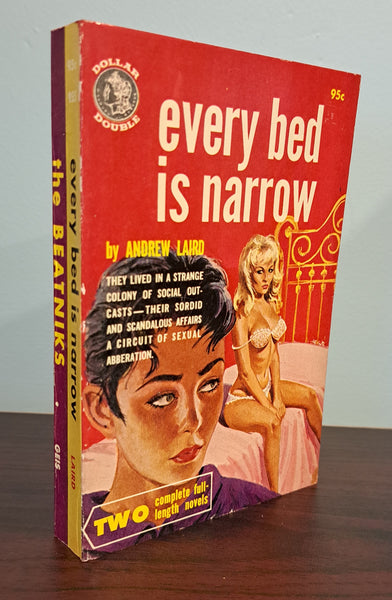 DOLLAR
DOUBLE
95c
every bed
is narrow
by ANDREW LAIRD
THEY LIVED IN A STRANGE
COLONY OF SOCIAL OUT-
CASTS—THEIR SORDID
AND SCANDALOUS AFFAIRS
A CIRCUIT OF SEXUAL
ABBERATION.
TWO complete full-
length novels
every bed is narrow LAIRD
the BEATNIKS • GEIS